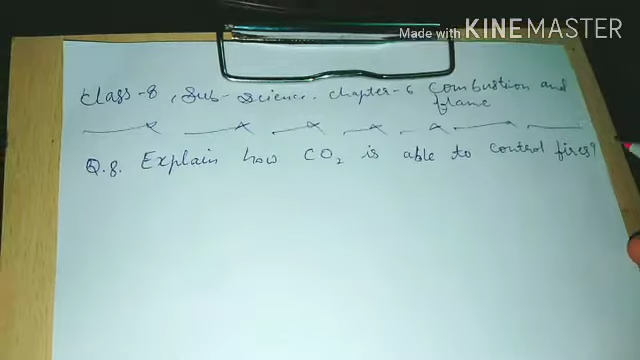 Made with KINEMASTER
Class-8, Sub-Science. Chapter-6 Combustion and
flame
Q.8. Explain how CO₂ is able to control fires?